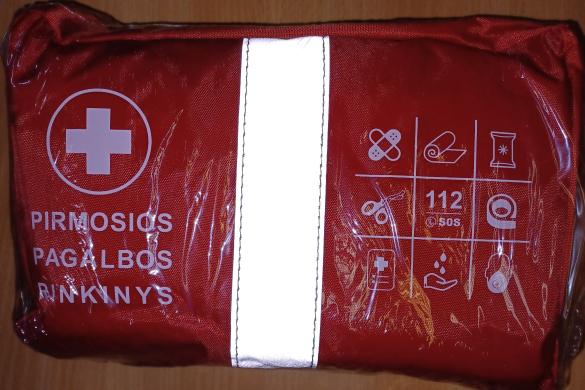 PIRMOSIOS
PAGALBOS
RINKINYS
112
SOS